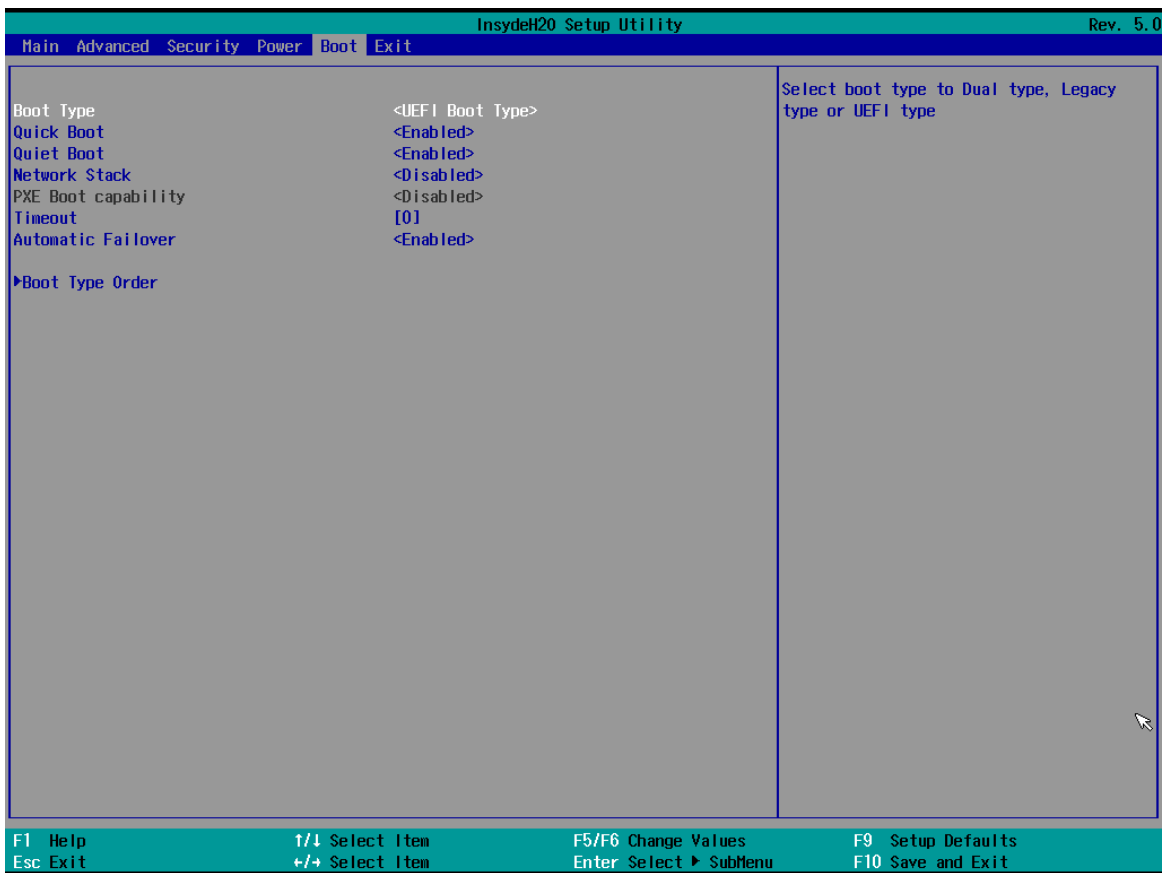 InsydeH20 Setup Utility Rev. 5.0
Main Advanced Security Power Boot Exit
Boot Type <UEFI Boot Type>
Quick Boot <Enabled>
Quiet Boot <Enabled>
Network Stack <Disabled>
PXE Boot capability <Disabled>
Timeout [0]
Automatic Failover <Enabled>
▶Boot Type Order
Select boot type to Dual type, Legacy
type or UEFI type
F1 Help ↑/↓ Select Item F5/F6 Change Values F9 Setup Defaults
Esc Exit ←/→ Select Item Enter Select ▶ SubMenu F10 Save and Exit